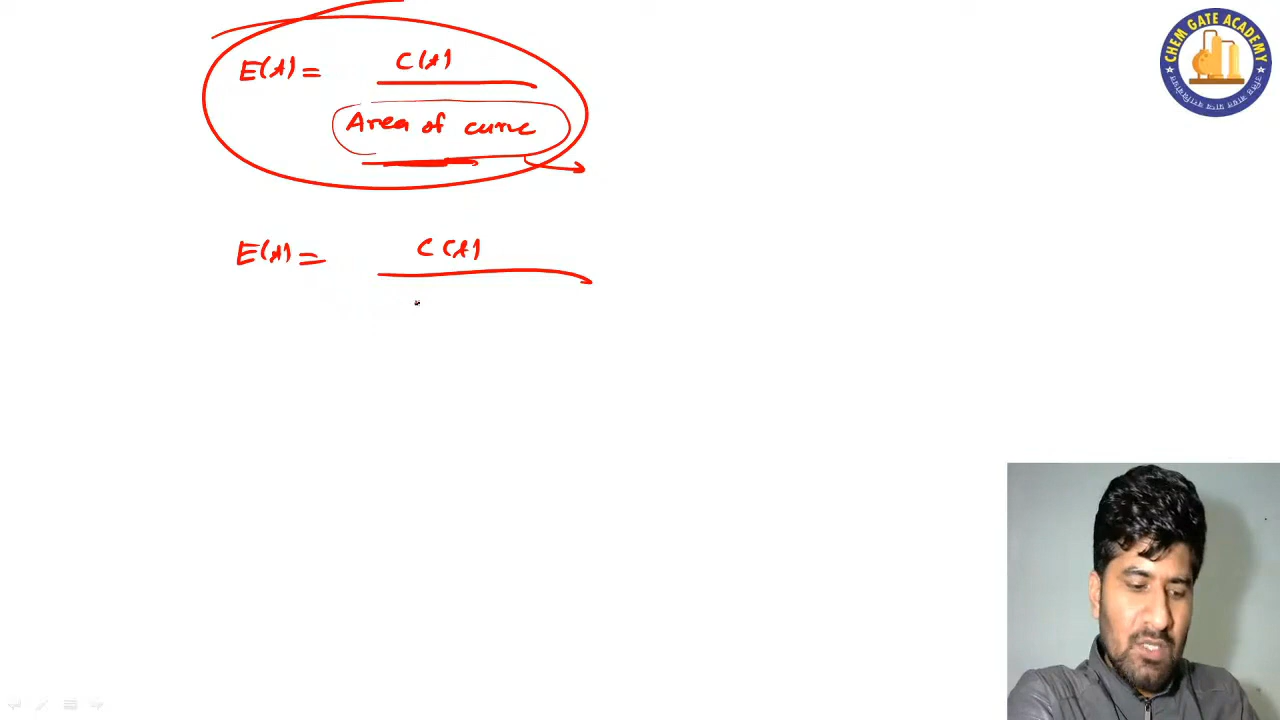 E(t) = C(t)
Area of curve
E(t) = C(t)
CHEM GATE ACADEMY